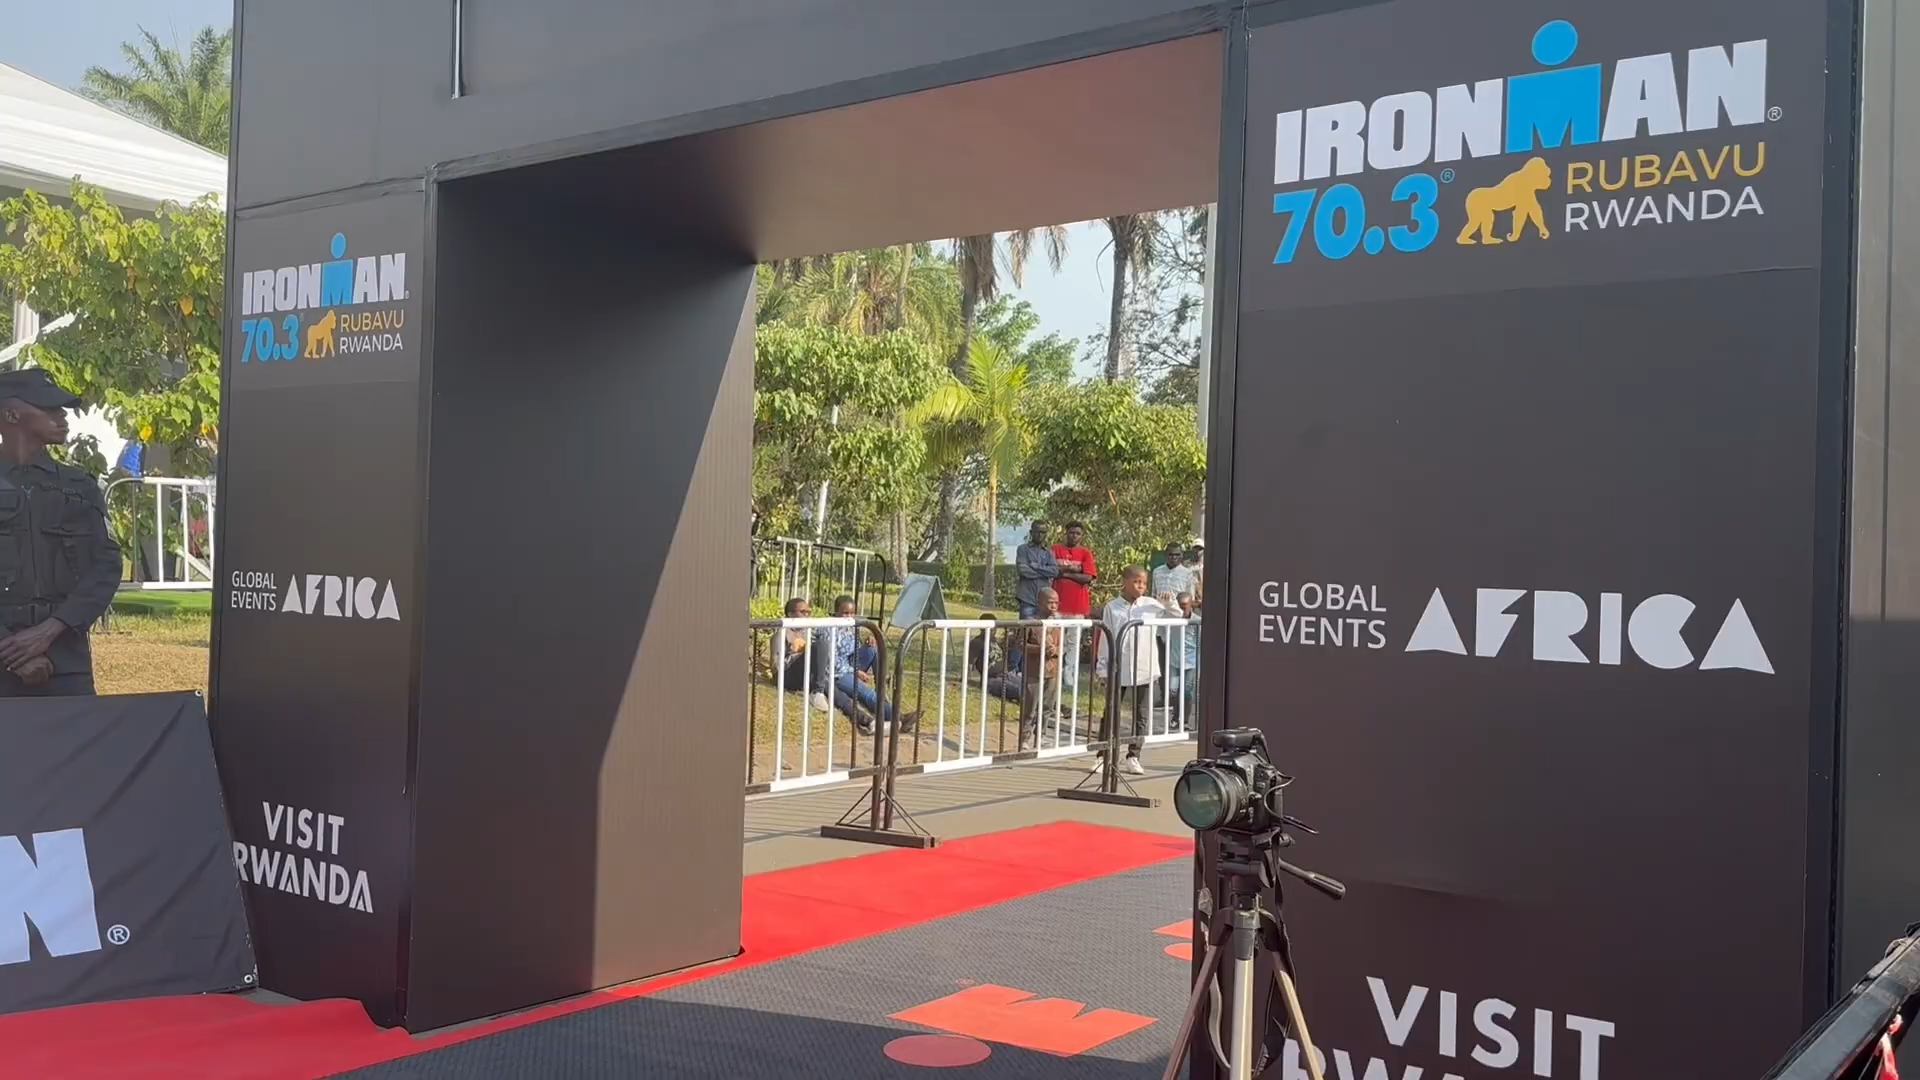 IRONMAN®
70.3® RUBAVU
RWANDA
GLOBAL
EVENTS AFRICA
VISIT
RWANDA
N®
IRONMAN®
70.3® RUBAVU
RWANDA
GLOBAL
EVENTS AFRICA
VISIT
RWANDA
M